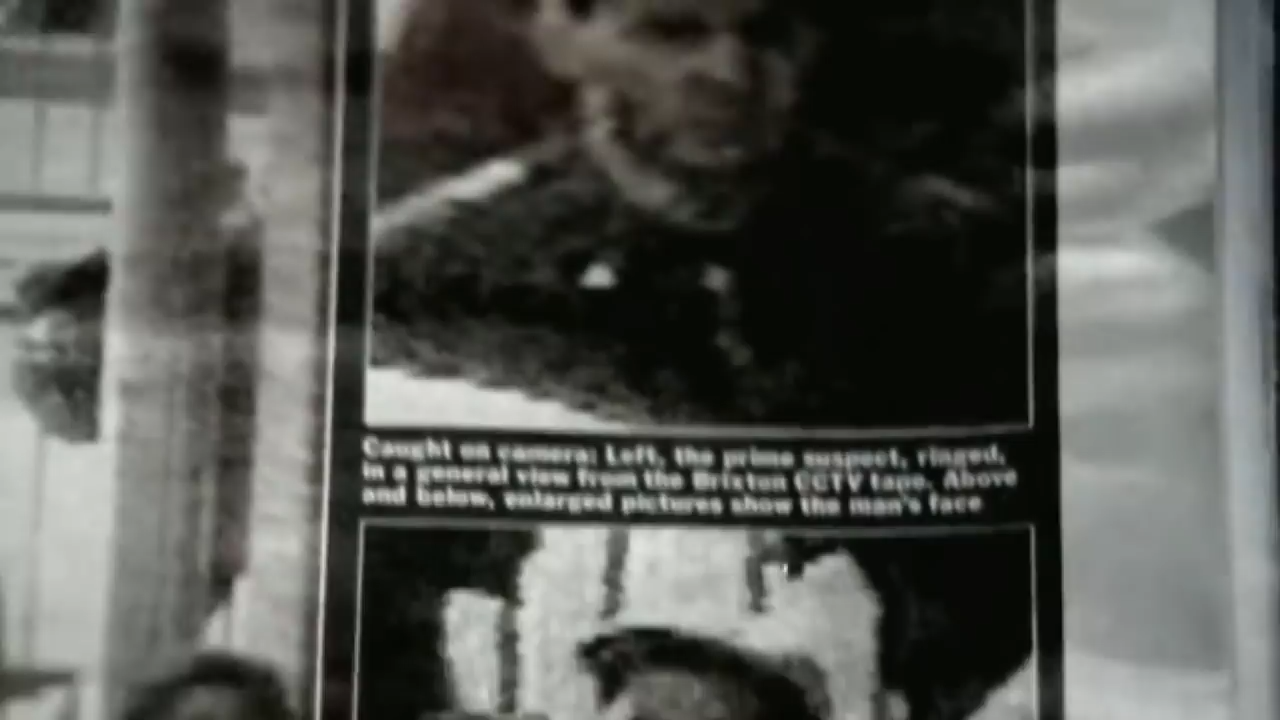 Caught on camera: Left, the prime suspect, ringed,
in a general view from the Brixton CCTV tape. Above
and below, enlarged pictures show the man's face